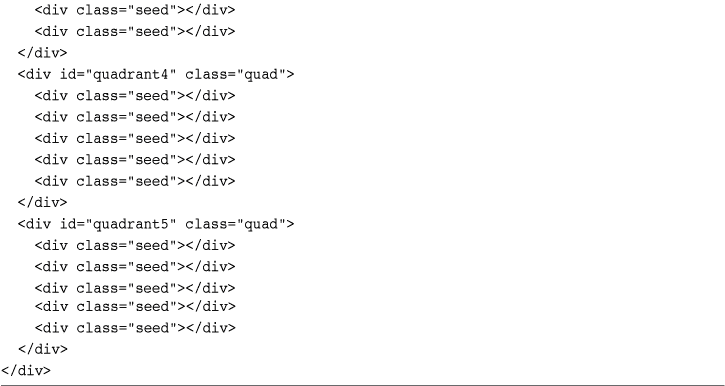 <div class="seed"></div>
    <div class="seed"></div>
  </div>
  <div id="quadrant4" class="quad">
    <div class="seed"></div>
    <div class="seed"></div>
    <div class="seed"></div>
    <div class="seed"></div>
    <div class="seed"></div>
  </div>
  <div id="quadrant5" class="quad">
    <div class="seed"></div>
    <div class="seed"></div>
    <div class="seed"></div>
    <div class="seed"></div>
    <div class="seed"></div>
  </div>
</div>